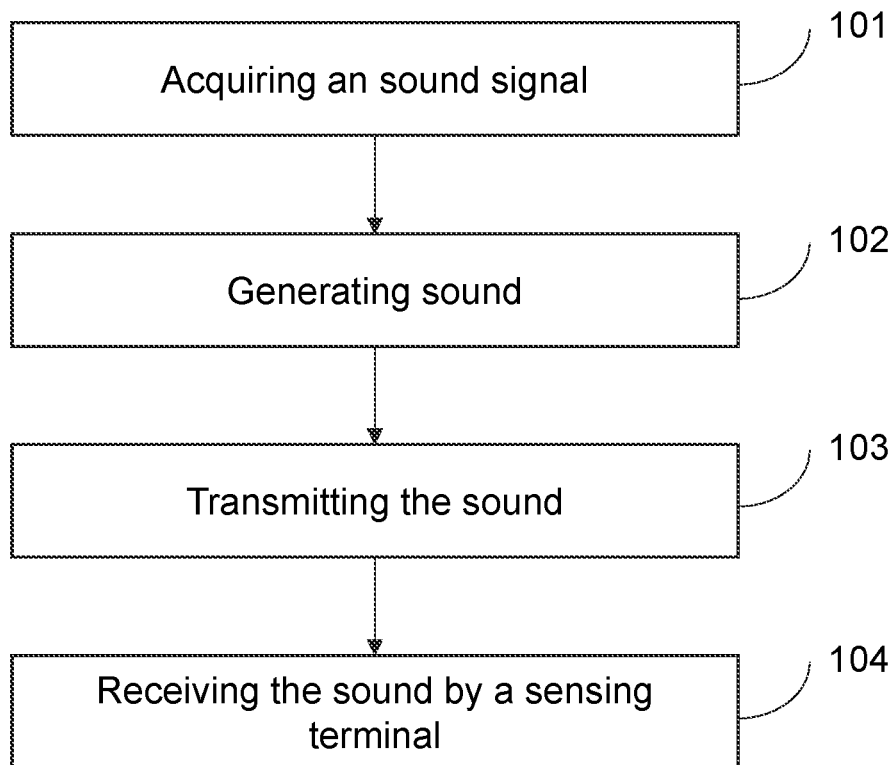 101
Acquiring an sound signal
102
Generating sound
103
Transmitting the sound
104
Receiving the sound by a sensing
terminal